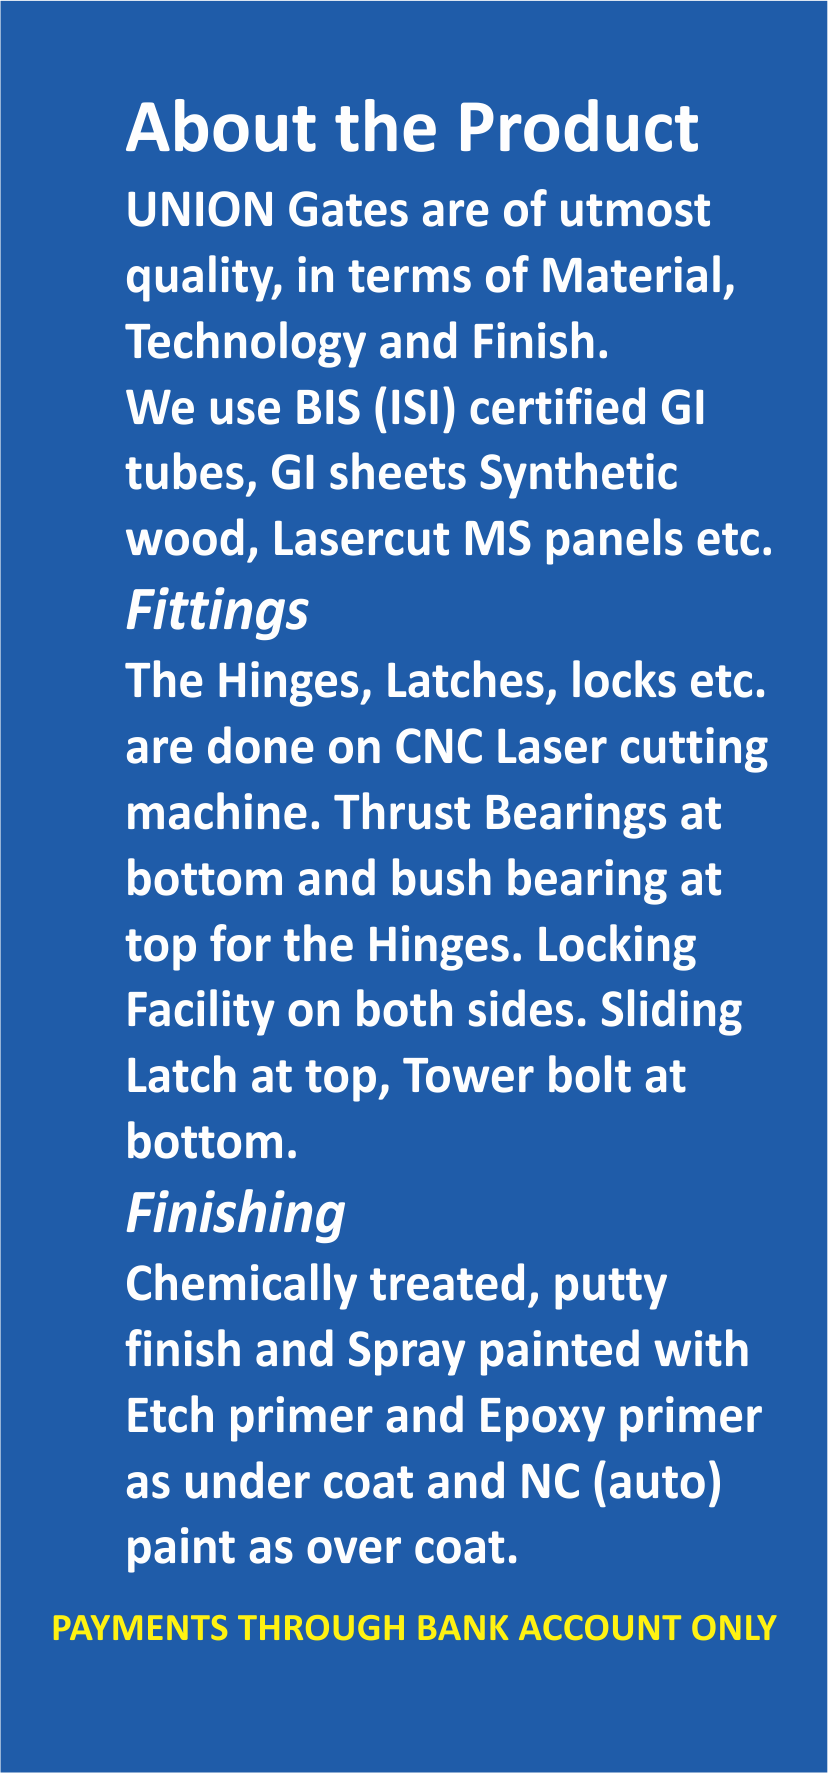 About the Product
UNION Gates are of utmost
quality, in terms of Material,
Technology and Finish.
We use BIS (ISI) certified GI
tubes, GI sheets Synthetic
wood, Lasercut MS panels etc.
Fittings
The Hinges, Latches, locks etc.
are done on CNC Laser cutting
machine. Thrust Bearings at
bottom and bush bearing at
top for the Hinges. Locking
Facility on both sides. Sliding
Latch at top, Tower bolt at
bottom.
Finishing
Chemically treated, putty
finish and Spray painted with
Etch primer and Epoxy primer
as under coat and NC (auto)
paint as over coat.
PAYMENTS THROUGH BANK ACCOUNT ONLY